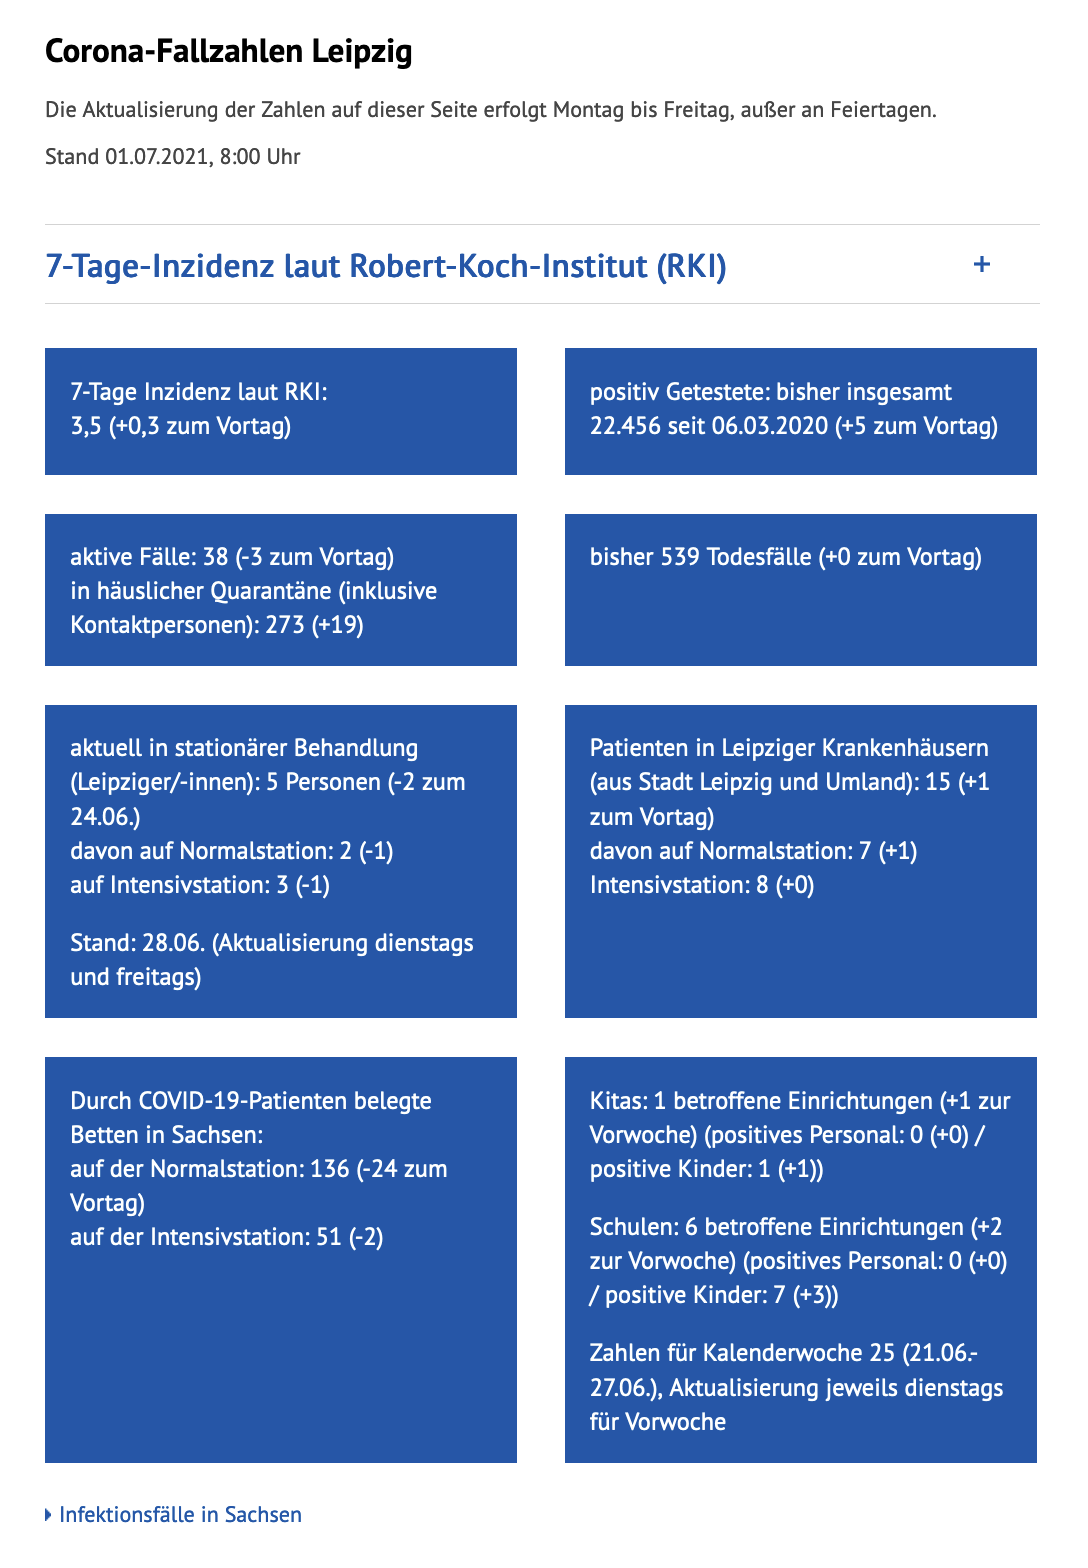 Corona-Fallzahlen Leipzig
Die Aktualisierung der Zahlen auf dieser Seite erfolgt Montag bis Freitag, außer an Feiertagen.
Stand 01.07.2021, 8:00 Uhr
7-Tage-Inzidenz laut Robert-Koch-Institut (RKI) +
7-Tage Inzidenz laut RKI:
3,5 (+0,3 zum Vortag)
positiv Getestete: bisher insgesamt
22.456 seit 06.03.2020 (+5 zum Vortag)
aktive Fälle: 38 (-3 zum Vortag)
in häuslicher Quarantäne (inklusive
Kontaktpersonen): 273 (+19)
bisher 539 Todesfälle (+0 zum Vortag)
aktuell in stationärer Behandlung
(Leipziger/-innen): 5 Personen (-2 zum
24.06.)
davon auf Normalstation: 2 (-1)
auf Intensivstation: 3 (-1)
Stand: 28.06. (Aktualisierung dienstags
und freitags)
Patienten in Leipziger Krankenhäusern
(aus Stadt Leipzig und Umland): 15 (+1
zum Vortag)
davon auf Normalstation: 7 (+1)
Intensivstation: 8 (+0)
Durch COVID-19-Patienten belegte
Betten in Sachsen:
auf der Normalstation: 136 (-24 zum
Vortag)
auf der Intensivstation: 51 (-2)
Kitas: 1 betroffene Einrichtungen (+1 zur
Vorwoche) (positives Personal: 0 (+0) /
positive Kinder: 1 (+1))
Schulen: 6 betroffene Einrichtungen (+2
zur Vorwoche) (positives Personal: 0 (+0)
/ positive Kinder: 7 (+3))
Zahlen für Kalenderwoche 25 (21.06.-
27.06.), Aktualisierung jeweils dienstags
für Vorwoche
Infektionsfälle in Sachsen